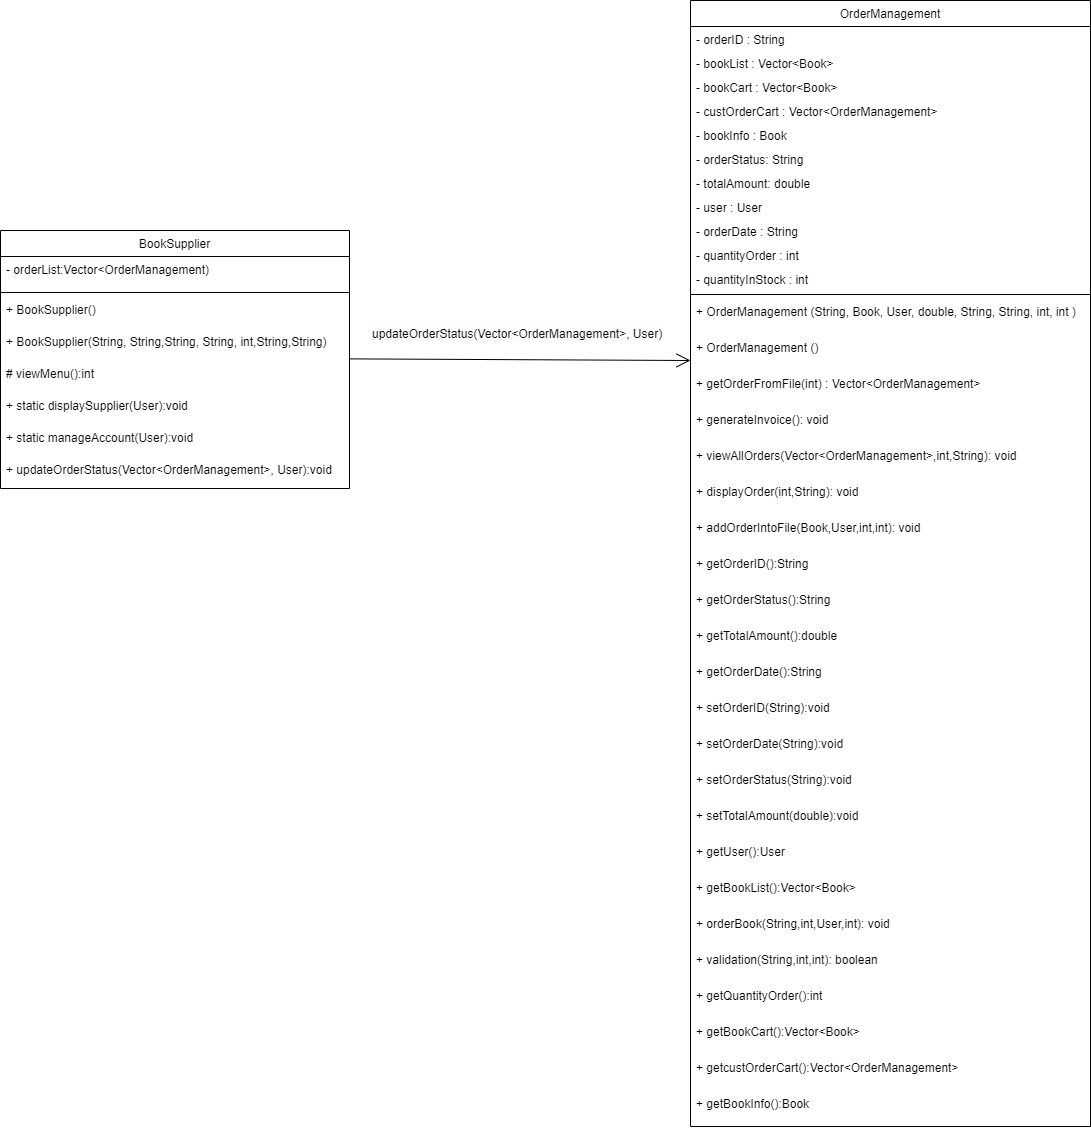 OrderManagement
- orderID : String
- bookList : Vector<Book>
- bookCart : Vector<Book>
- custOrderCart : Vector<OrderManagement>
- bookInfo : Book
- orderStatus: String
- totalAmount: double
- user : User
- orderDate : String
- quantityOrder : int
- quantityInStock : int
+ OrderManagement (String, Book, User, double, String, String, int, int )
+ OrderManagement ()
+ getOrderFromFile(int) : Vector<OrderManagement>
+ generateInvoice(): void
+ viewAllOrders(Vector<OrderManagement>,int,String): void
+ displayOrder(int,String): void
+ addOrderIntoFile(Book,User,int,int): void
+ getOrderID():String
+ getOrderStatus():String
+ getTotalAmount():double
+ getOrderDate():String
+ setOrderID(String):void
+ setOrderDate(String):void
+ setOrderStatus(String):void
+ setTotalAmount(double):void
+ getUser():User
+ getBookList():Vector<Book>
+ orderBook(String,int,User,int): void
+ validation(String,int,int): boolean
+ getQuantityOrder():int
+ getBookCart():Vector<Book>
+ getcustOrderCart():Vector<OrderManagement>
+ getBookInfo():Book
BookSupplier
- orderList:Vector<OrderManagement)
+ BookSupplier()
+ BookSupplier(String, String,String, String, int,String,String)
# viewMenu():int
+ static displaySupplier(User):void
+ static manageAccount(User):void
+ updateOrderStatus(Vector<OrderManagement>, User):void
updateOrderStatus(Vector<OrderManagement>, User)